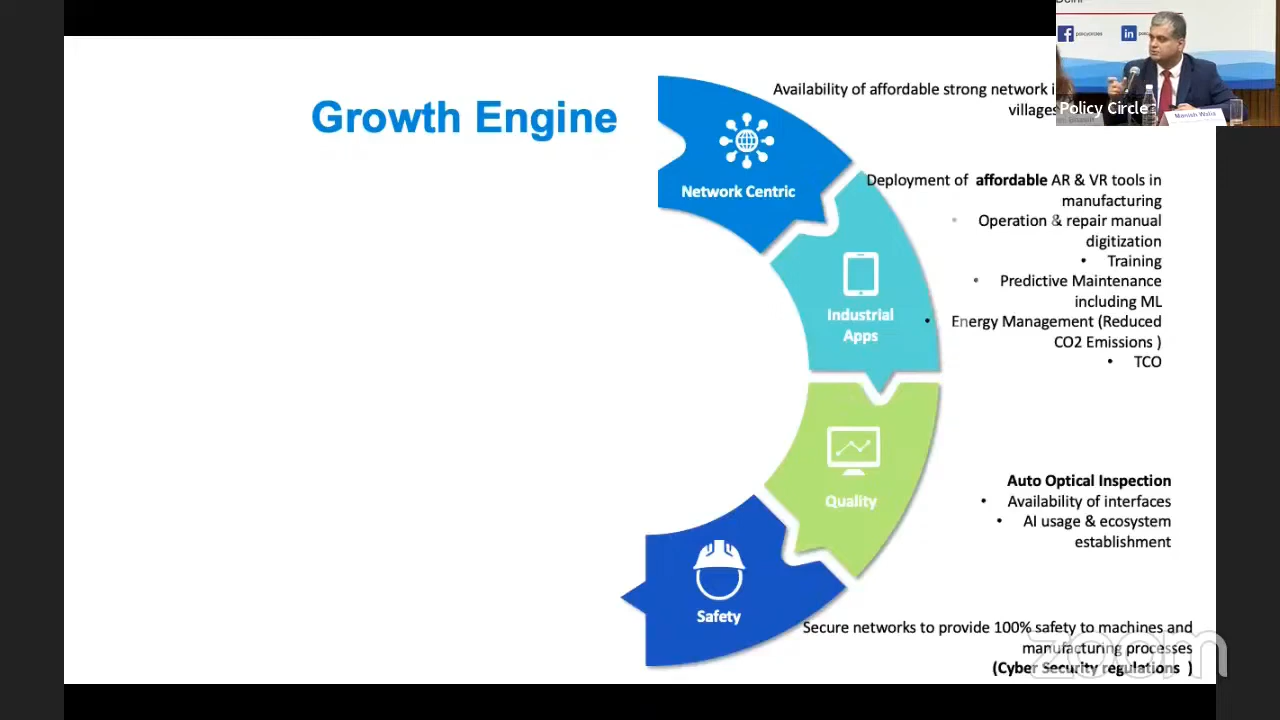 Growth Engine
Network Centric
Availability of affordable strong network i
villages
Deployment of affordable AR & VR tools in
manufacturing
• Operation & repair manual
digitization
• Training
• Predictive Maintenance
including ML
• Energy Management (Reduced
CO2 Emissions )
• TCO
Industrial
Apps
Quality
Auto Optical Inspection
• Availability of interfaces
• AI usage & ecosystem
establishment
Safety
Secure networks to provide 100% safety to machines and
manufacturing processes
(Cyber Security regulations )
zoom
Policy Circle
Manish Walia